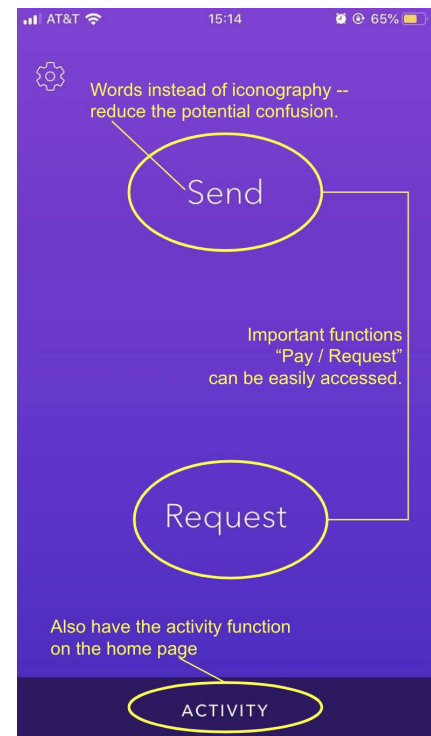 AT&T 15:14 65%
Words instead of iconography --
reduce the potential confusion.
Send
Important functions
“Pay / Request”
can be easily accessed.
Request
Also have the activity function
on the home page
ACTIVITY